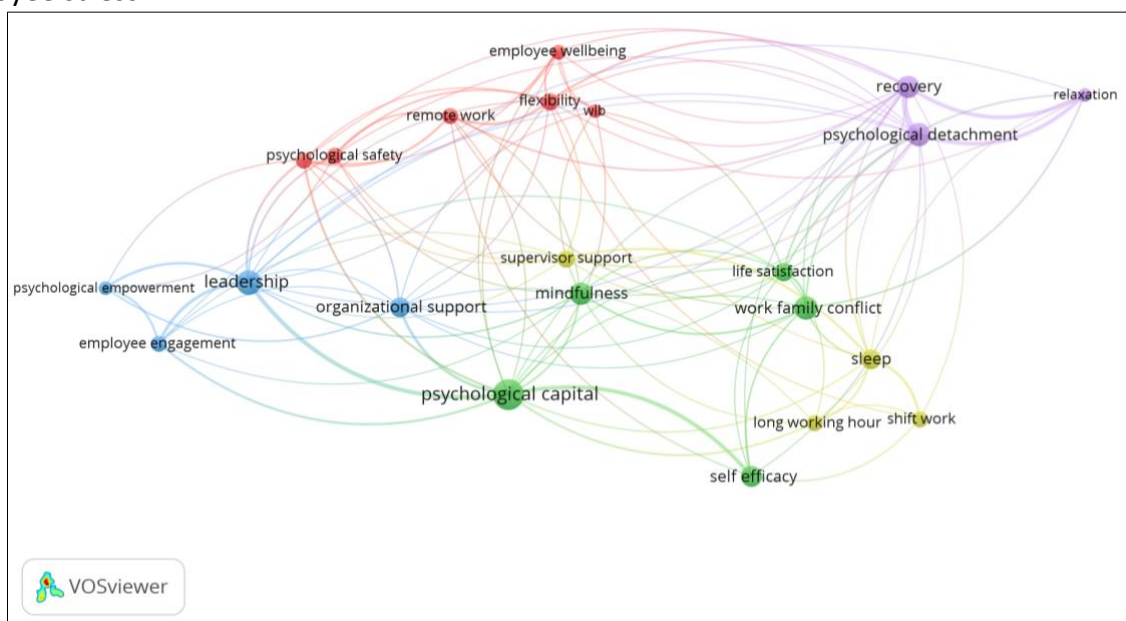 employee wellbeing
recovery
relaxation
flexibility
wlb
remote work
psychological detachment
psychological safety
supervisor support
life satisfaction
leadership
psychological empowerment
mindfulness
organizational support
work family conflict
employee engagement
sleep
psychological capital
long working hour
shift work
self efficacy
VOSviewer